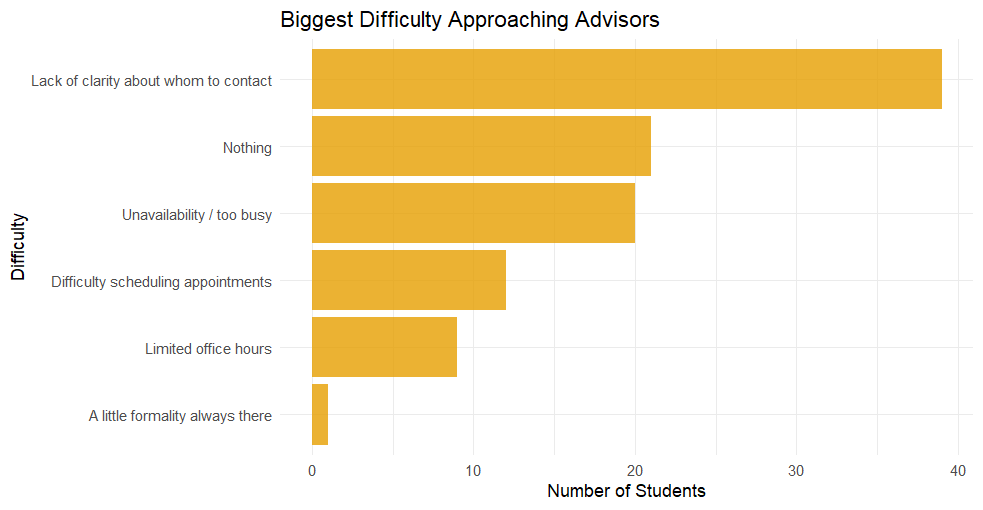 Biggest Difficulty Approaching Advisors
Difficulty
Lack of clarity about whom to contact
Nothing
Unavailability / too busy
Difficulty scheduling appointments
Limited office hours
A little formality always there
0 10 20 30 40
Number of Students